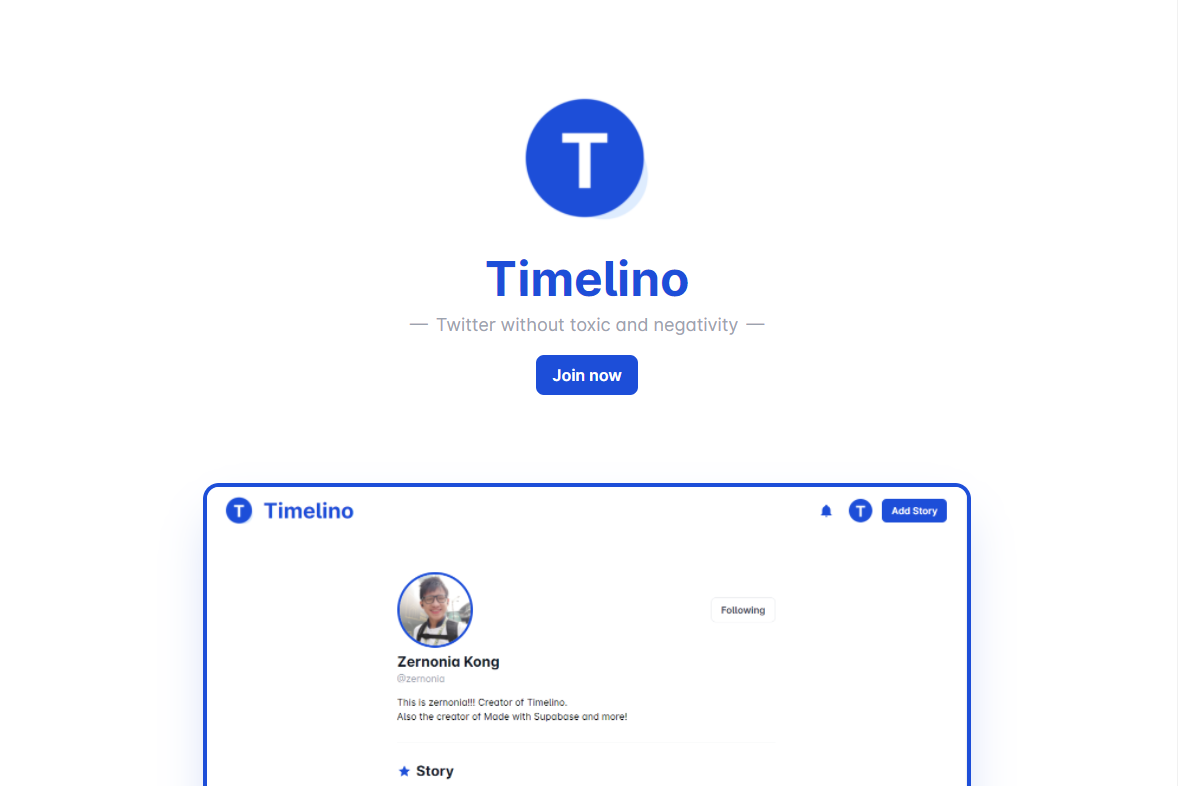 T
Timelino
— Twitter without toxic and negativity —
Join now
T Timelino T Add Story
Following
Zernonia Kong
@zernonia
This is zernonia!!! Creator of Timelino.
Also the creator of Made with Supabase and more!
Story